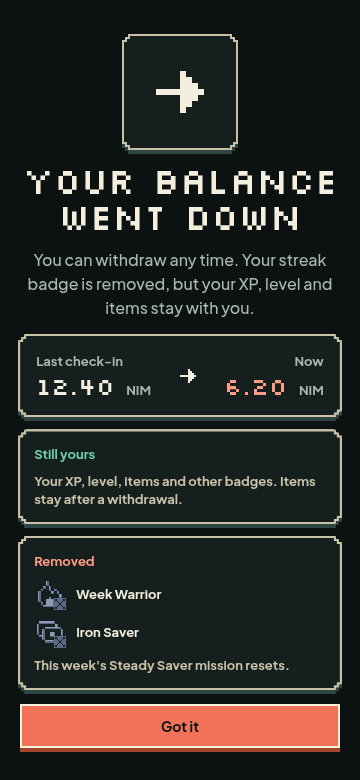 YOUR BALANCE
WENT DOWN
You can withdraw any time. Your streak
badge is removed, but your XP, level and
items stay with you.
Last check-in Now
12.40 NIM 6.20 NIM
Still yours
Your XP, level, items and other badges. Items
stay after a withdrawal.
Removed
Week Warrior
Iron Saver
This week's Steady Saver mission resets.
Got it